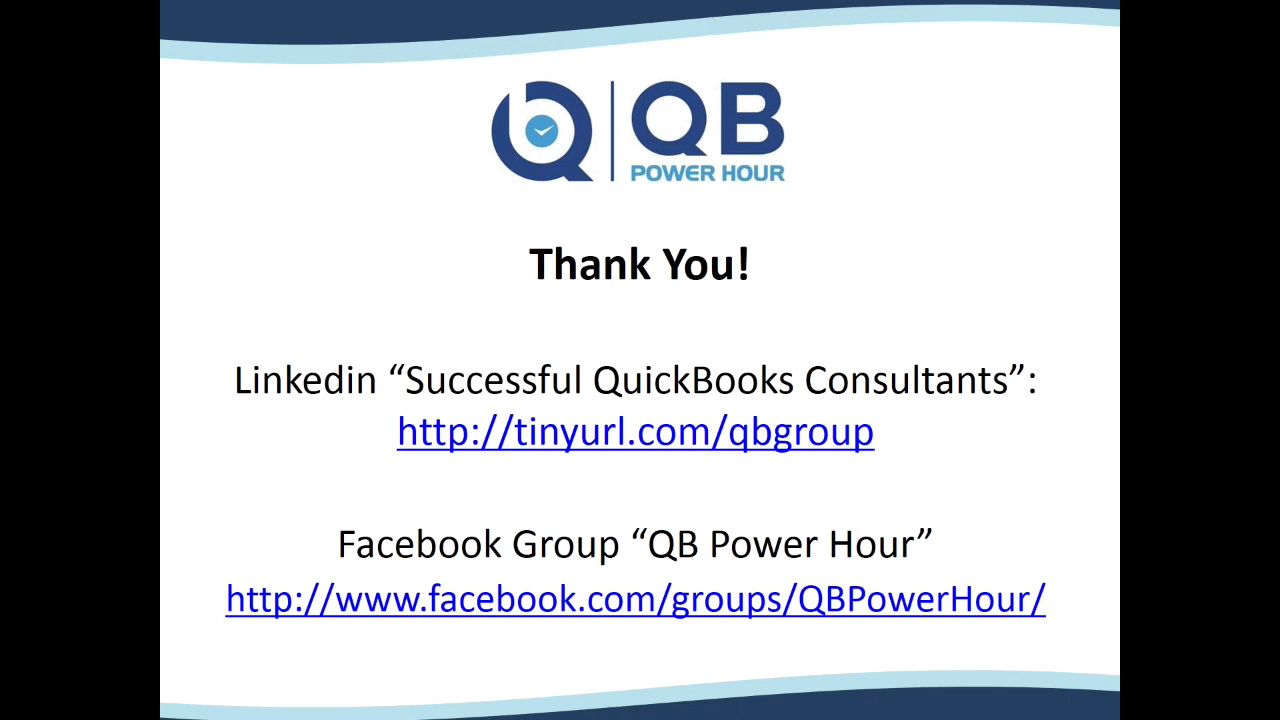 QB
POWER HOUR
Thank You!
Linkedin “Successful QuickBooks Consultants”:
http://tinyurl.com/qbgroup
Facebook Group “QB Power Hour”
http://www.facebook.com/groups/QBPowerHour/